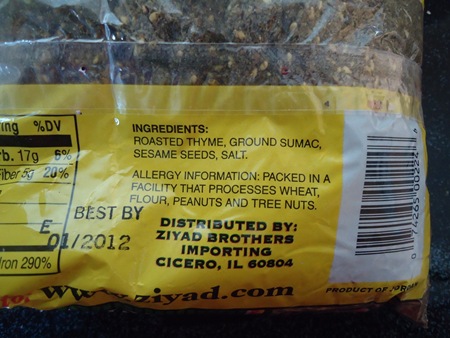 %DV
rb. 17g 6%
Fiber 5g 20%
E
Iron 290%
BEST BY
01/2012
INGREDIENTS:
ROASTED THYME, GROUND SUMAC,
SESAME SEEDS, SALT.
ALLERGY INFORMATION: PACKED IN A
FACILITY THAT PROCESSES WHEAT,
FLOUR, PEANUTS AND TREE NUTS.
DISTRIBUTED BY:
ZIYAD BROTHERS
IMPORTING
CICERO, IL 60804
ziyad.com
PRODUCT OF JORDAN